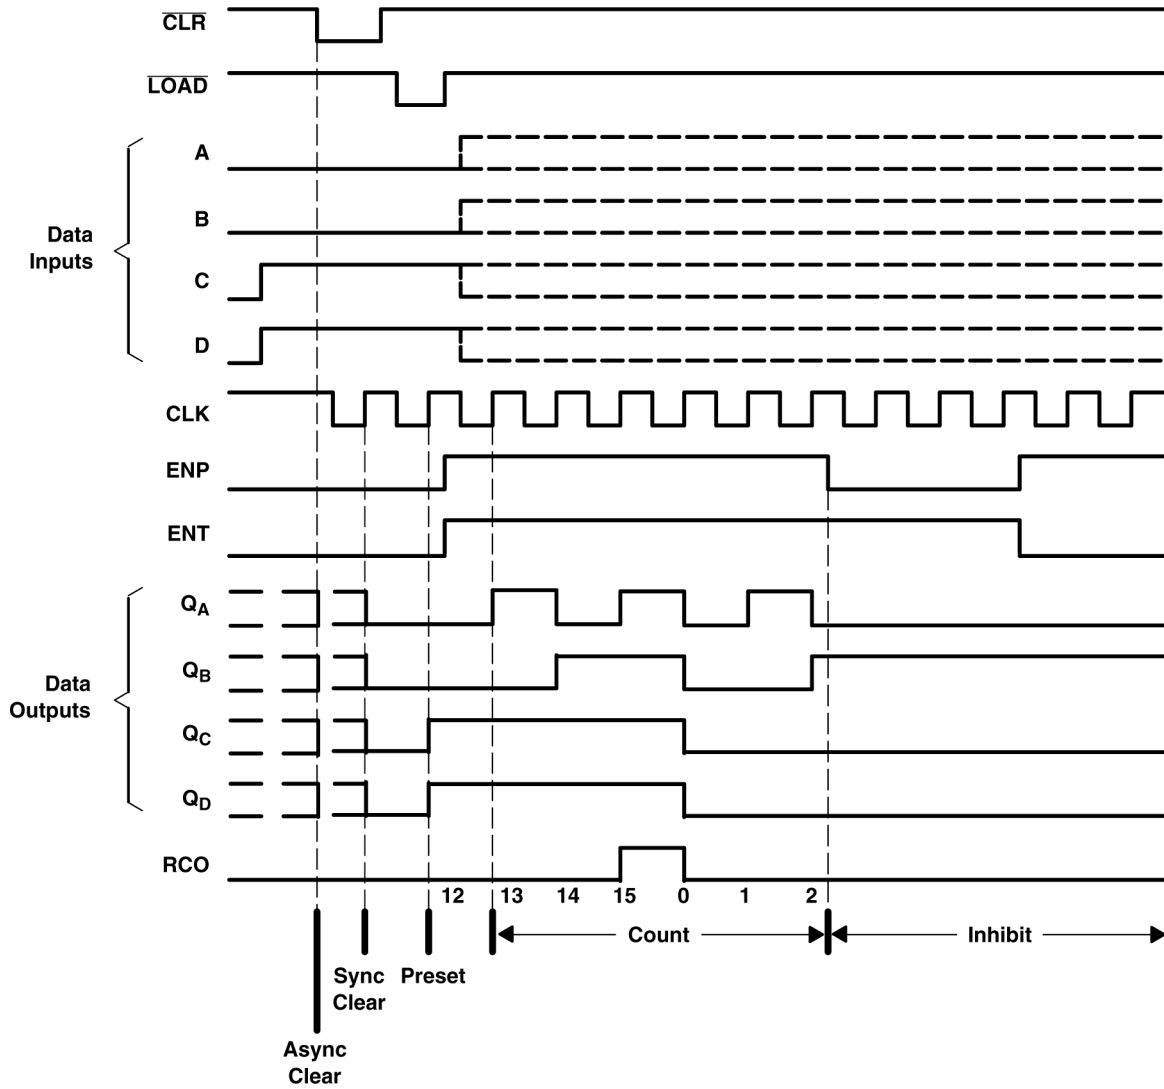 CLR
LOAD
A
B
Data
Inputs
C
D
CLK
ENP
ENT
QA
QB
Data
Outputs
QC
QD
RCO
12 13 14 15 0 1 2
Count Inhibit
Sync
Clear
Preset
Async
Clear